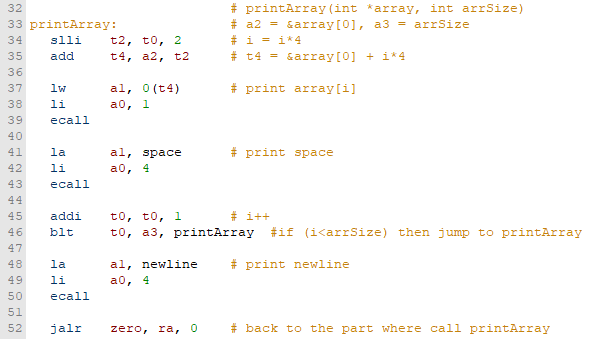 32 # printArray(int *array, int arrSize)
33 printArray: # a2 = &array[0], a3 = arrSize
34 slli t2, t0, 2 # i = i*4
35 add t4, a2, t2 # t4 = &array[0] + i*4
36
37 lw a1, 0(t4) # print array[i]
38 li a0, 1
39 ecall
40
41 la a1, space # print space
42 li a0, 4
43 ecall
44
45 addi t0, t0, 1 # i++
46 blt t0, a3, printArray #if (i<arrSize) then jump to printArray
47
48 la a1, newline # print newline
49 li a0, 4
50 ecall
51
52 jalr zero, ra, 0 # back to the part where call printArray